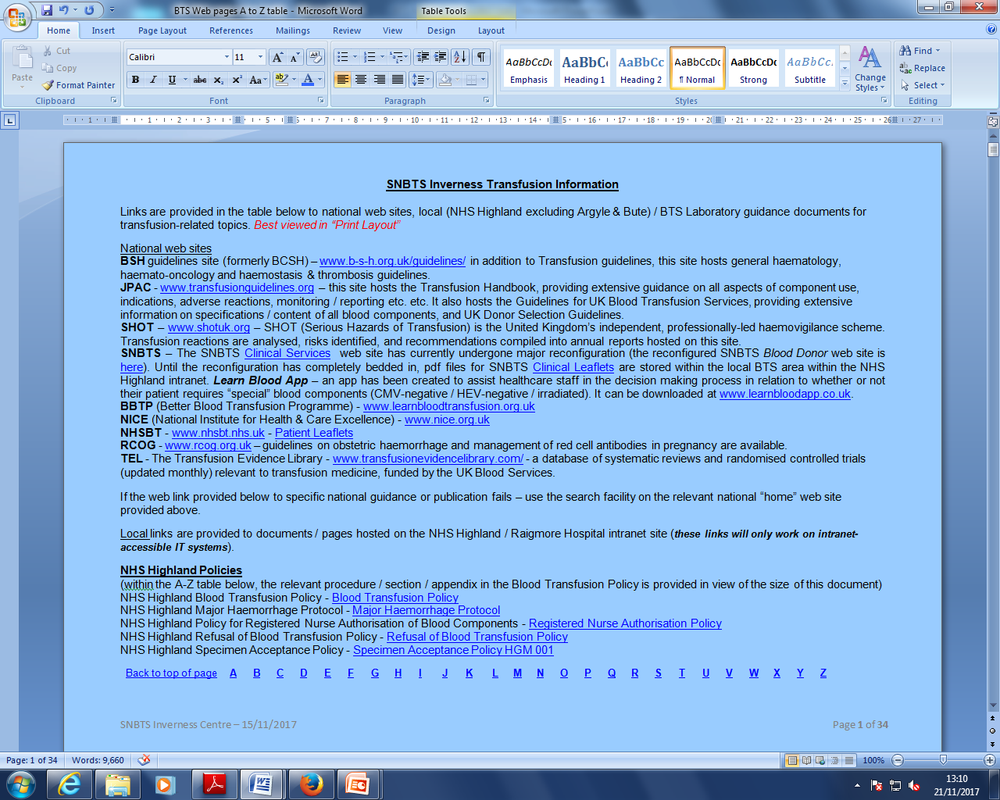 BTS Web pages A to Z table - Microsoft Word
Table Tools
Home Insert Page Layout References Mailings Review View Design Layout
Paste
Cut
Copy
Format Painter
Clipboard
Calibri 11
Font
Paragraph
AaBbCcDc AaBbCc AaBbCc AaBbCcDc AaBbCcDc AaBbCcDc
Emphasis Heading 1 Heading 2 ¶ Normal Strong Subtitle
Change Styles
Styles
Find
Replace
Select
Editing
SNBTS Inverness Transfusion Information
Links are provided in the table below to national web sites, local (NHS Highland excluding Argyle & Bute) / BTS Laboratory guidance documents for
transfusion-related topics. Best viewed in “Print Layout”
National web sites
BSH guidelines site (formerly BCSH) – www.b-s-h.org.uk/guidelines/ in addition to Transfusion guidelines, this site hosts general haematology,
haemato-oncology and haemostasis & thrombosis guidelines.
JPAC - www.transfusionguidelines.org – this site hosts the Transfusion Handbook, providing extensive guidance on all aspects of component use,
indications, adverse reactions, monitoring / reporting etc. etc. It also hosts the Guidelines for UK Blood Transfusion Services, providing extensive
information on specifications / content of all blood components, and UK Donor Selection Guidelines.
SHOT – www.shotuk.org – SHOT (Serious Hazards of Transfusion) is the United Kingdom’s independent, professionally-led haemovigilance scheme.
Transfusion reactions are analysed, risks identified, and recommendations compiled into annual reports hosted on this site.
SNBTS – The SNBTS Clinical Services web site has currently undergone major reconfiguration (the reconfigured SNBTS Blood Donor web site is
here). Until the reconfiguration has completely bedded in, pdf files for SNBTS Clinical Leaflets are stored within the local BTS area within the NHS
Highland intranet. Learn Blood App – an app has been created to assist healthcare staff in the decision making process in relation to whether or not
their patient requires “special” blood components (CMV-negative / HEV-negative / irradiated). It can be downloaded at www.learnbloodapp.co.uk.
BBTP (Better Blood Transfusion Programme) - www.learnbloodtransfusion.org.uk
NICE (National Institute for Health & Care Excellence) - www.nice.org.uk
NHSBT - www.nhsbt.nhs.uk - Patient Leaflets
RCOG - www.rcog.org.uk – guidelines on obstetric haemorrhage and management of red cell antibodies in pregnancy are available.
TEL - The Transfusion Evidence Library - www.transfusionevidencelibrary.com/ - a database of systematic reviews and randomised controlled trials
(updated monthly) relevant to transfusion medicine, funded by the UK Blood Services.
If the web link provided below to specific national guidance or publication fails – use the search facility on the relevant national “home” web site
provided above.
Local links are provided to documents / pages hosted on the NHS Highland / Raigmore Hospital intranet site (these links will only work on intranet-
accessible IT systems).
NHS Highland Policies
(within the A-Z table below, the relevant procedure / section / appendix in the Blood Transfusion Policy is provided in view of the size of this document)
NHS Highland Blood Transfusion Policy - Blood Transfusion Policy
NHS Highland Major Haemorrhage Protocol - Major Haemorrhage Protocol
NHS Highland Policy for Registered Nurse Authorisation of Blood Components - Registered Nurse Authorisation Policy
NHS Highland Refusal of Blood Transfusion Policy - Refusal of Blood Transfusion Policy
NHS Highland Specimen Acceptance Policy - Specimen Acceptance Policy HGM 001
Back to top of page A B C D E F G H I J K L M N O P Q R S T U V W X Y Z
SNBTS Inverness Centre – 15/11/2017 Page 1 of 34
Page: 1 of 34 Words: 9,660 100%
13:10
21/11/2017